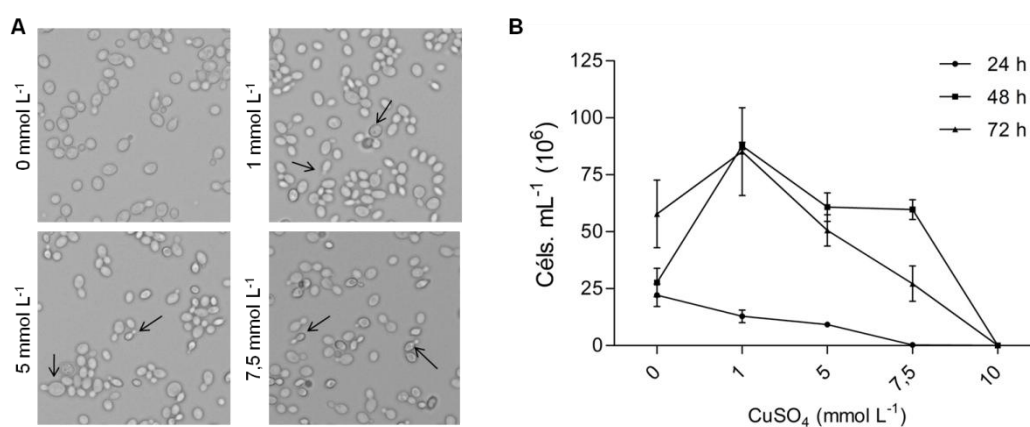 A
0 mmol L⁻¹
1 mmol L⁻¹
5 mmol L⁻¹
7,5 mmol L⁻¹
B
Céls. mL⁻¹ (10⁶)
125
100
75
50
25
0
0
1
5
7,5
10
CuSO₄ (mmol L⁻¹)
24 h
48 h
72 h